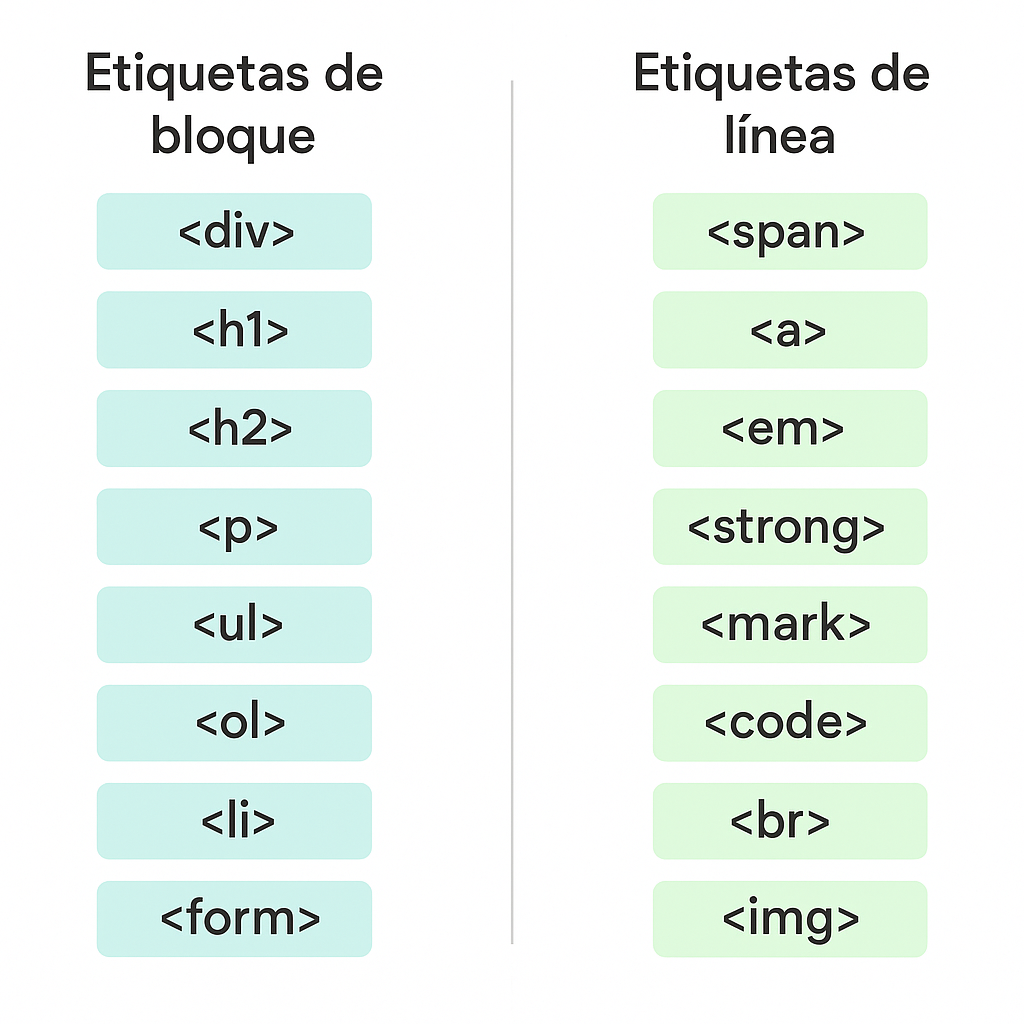 Etiquetas de
bloque
<div>
<h1>
<h2>
<p>
<ul>
<ol>
<li>
<form>
Etiquetas de
línea
<span>
<a>
<em>
<strong>
<mark>
<code>
<br>
<img>